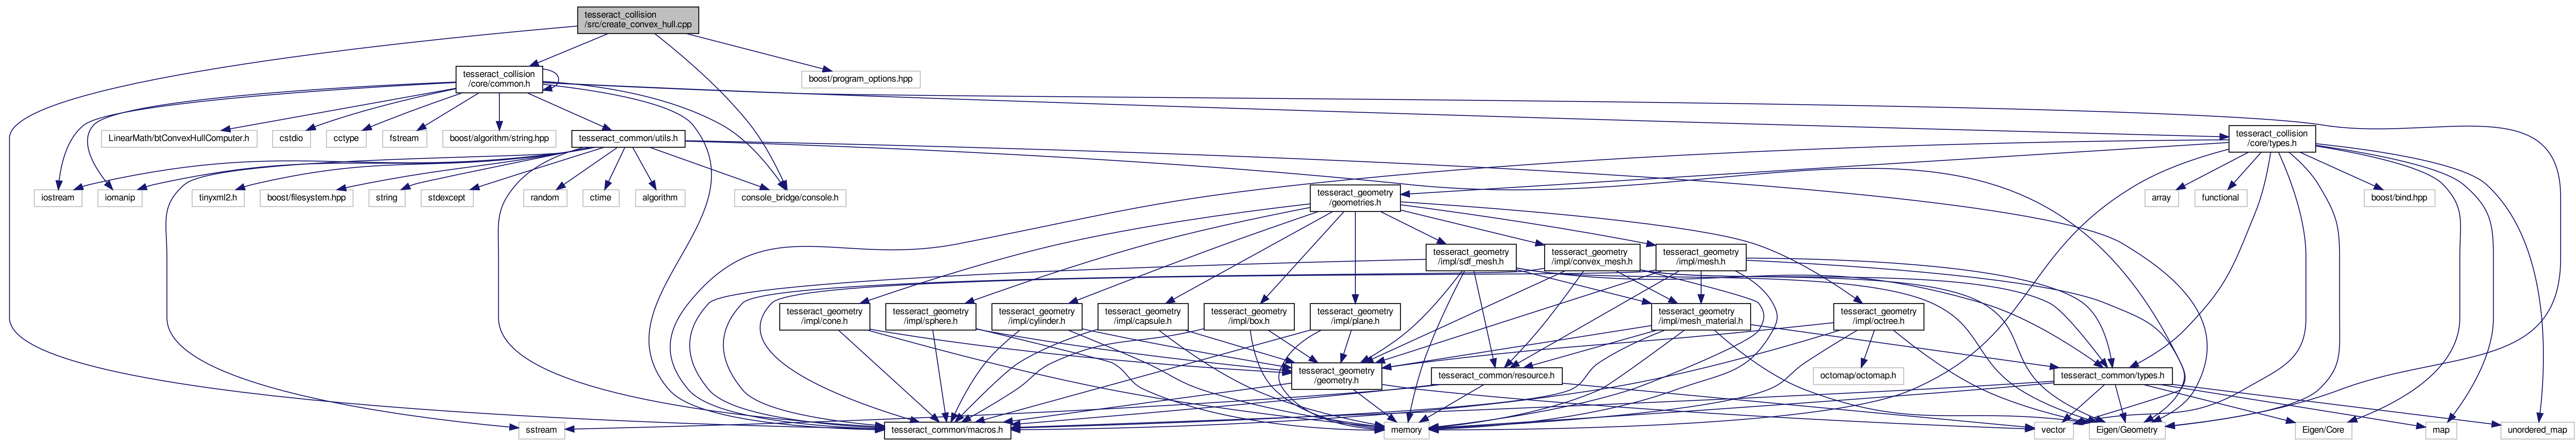 tesseract_collision
/src/create_convex_hull.cpp
tesseract_collision
/core/common.h
boost/program_options.hpp
LinearMath/btConvexHullComputer.h
cstdio
cctype
fstream
boost/algorithm/string.hpp
tesseract_common/utils.h
tesseract_collision
/core/types.h
iostream
iomanip
tinyxml2.h
boost/filesystem.hpp
string
stdexcept
random
ctime
algorithm
console_bridge/console.h
tesseract_geometry
/geometries.h
array
functional
boost/bind.hpp
tesseract_geometry
/impl/sdf_mesh.h
tesseract_geometry
/impl/convex_mesh.h
tesseract_geometry
/impl/mesh.h
tesseract_geometry
/impl/cone.h
tesseract_geometry
/impl/sphere.h
tesseract_geometry
/impl/cylinder.h
tesseract_geometry
/impl/capsule.h
tesseract_geometry
/impl/box.h
tesseract_geometry
/impl/plane.h
tesseract_geometry
/impl/mesh_material.h
tesseract_geometry
/impl/octree.h
tesseract_geometry
/geometry.h
tesseract_common/resource.h
octomap/octomap.h
tesseract_common/types.h
sstream
tesseract_common/macros.h
memory
vector
Eigen/Geometry
Eigen/Core
map
unordered_map